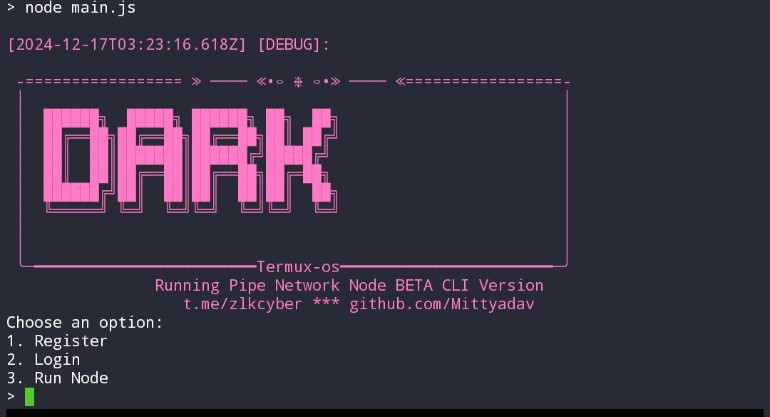 > node main.js
[2024-12-17T03:23:16.618Z] [DEBUG]:
DARK
Termux-os
Running Pipe Network Node BETA CLI Version
t.me/zlkcyber *** github.com/Mittyadav
Choose an option:
1. Register
2. Login
3. Run Node
>